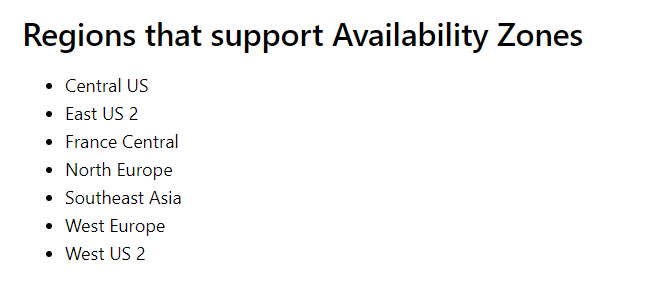 Regions that support Availability Zones
• Central US
• East US 2
• France Central
• North Europe
• Southeast Asia
• West Europe
• West US 2